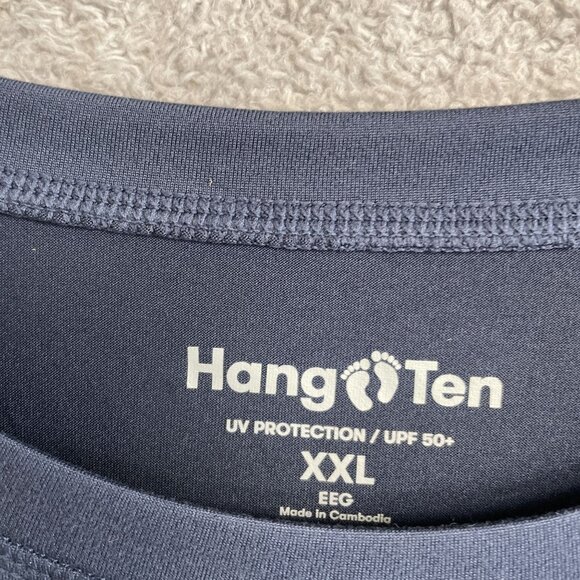 Hang Ten
UV PROTECTION / UPF 50+
XXL
EEG
Made in Cambodia